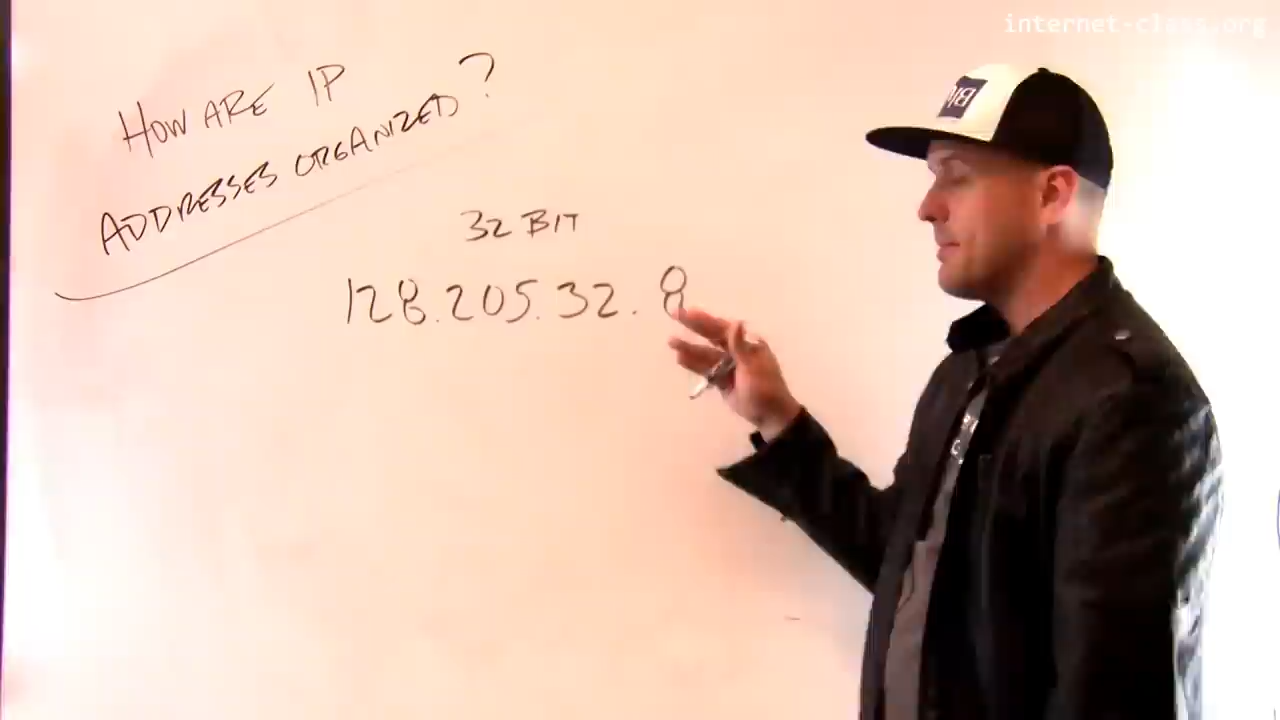 internet-class.org
HOW ARE IP
ADDRESSES ORGANIZED?
32 BIT
128.205.32.8